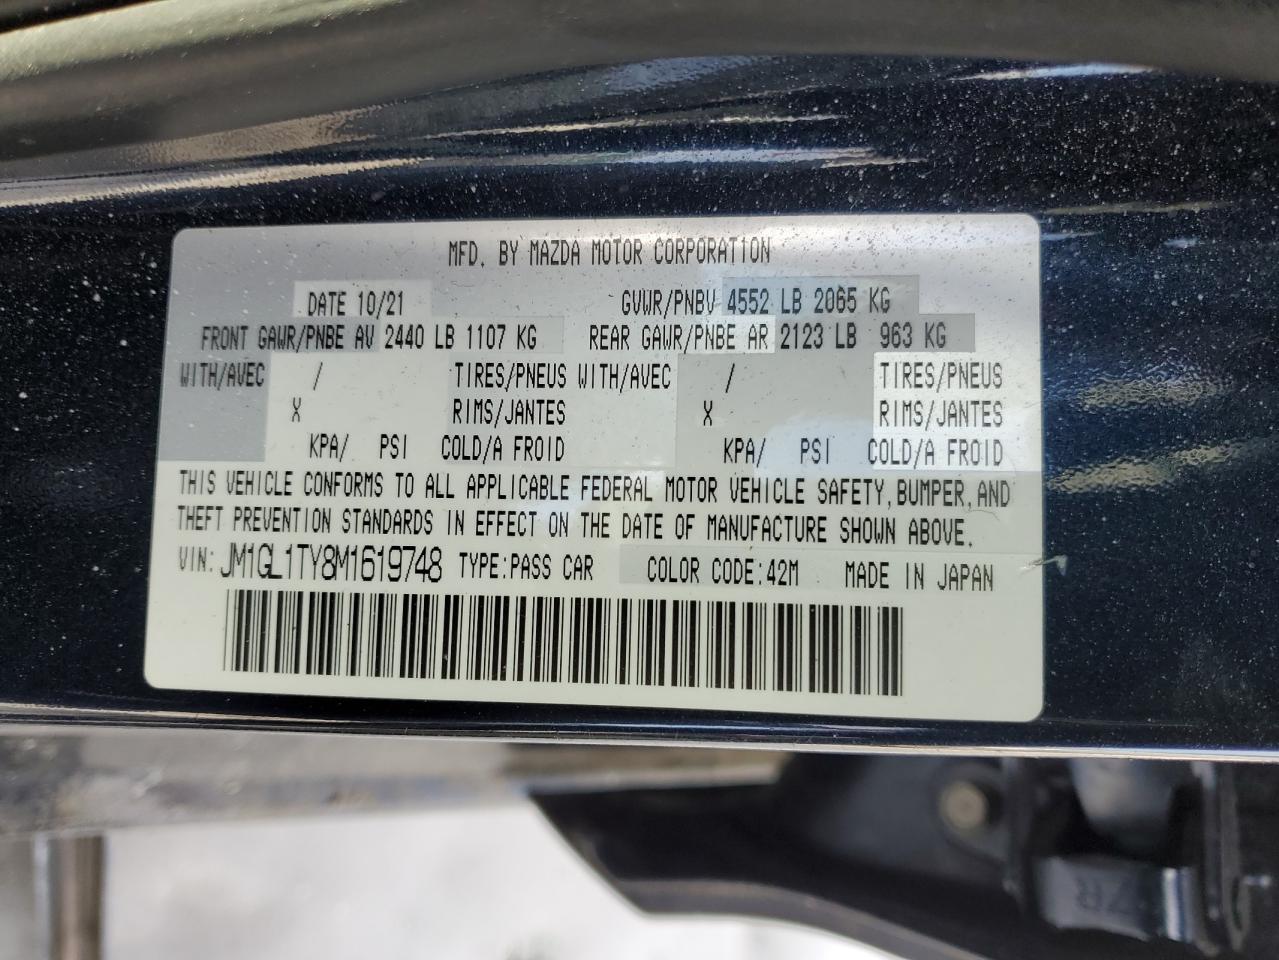 MFD. BY MAZDA MOTOR CORPORATION
DATE 10/21 GVWR/PNBV 4552 LB 2065 KG
FRONT GAWR/PNBE AV 2440 LB 1107 KG REAR GAWR/PNBE AR 2123 LB 963 KG
WITH/AVEC / TIRES/PNEUS WITH/AVEC / TIRES/PNEUS
X RIMS/JANTES X RIMS/JANTES
KPA/ PSI COLD/A FROID KPA/ PSI COLD/A FROID
THIS VEHICLE CONFORMS TO ALL APPLICABLE FEDERAL MOTOR VEHICLE SAFETY, BUMPER, AND
THEFT PREVENTION STANDARDS IN EFFECT ON THE DATE OF MANUFACTURE SHOWN ABOVE.
VIN: JM1GL1TY8M1619748 TYPE:PASS CAR COLOR CODE:42M MADE IN JAPAN